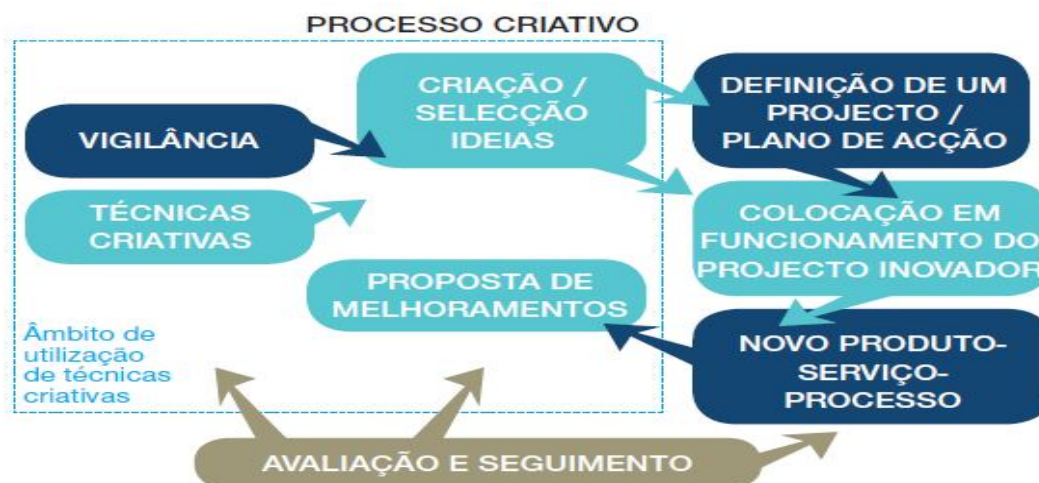 PROCESSO CRIATIVO
CRIAÇÃO /
SELECÇÃO
IDEIAS
DEFINIÇÃO DE UM
PROJECTO /
PLANO DE ACÇÃO
VIGILÂNCIA
TÉCNICAS
CRIATIVAS
COLOCAÇÃO EM
FUNCIONAMENTO DO
PROJECTO INOVADOR
PROPOSTA DE
MELHORAMENTOS
NOVO PRODUTO-
SERVIÇO-
PROCESSO
Âmbito de
utilização
de técnicas
criativas
AVALIAÇÃO E SEGUIMENTO